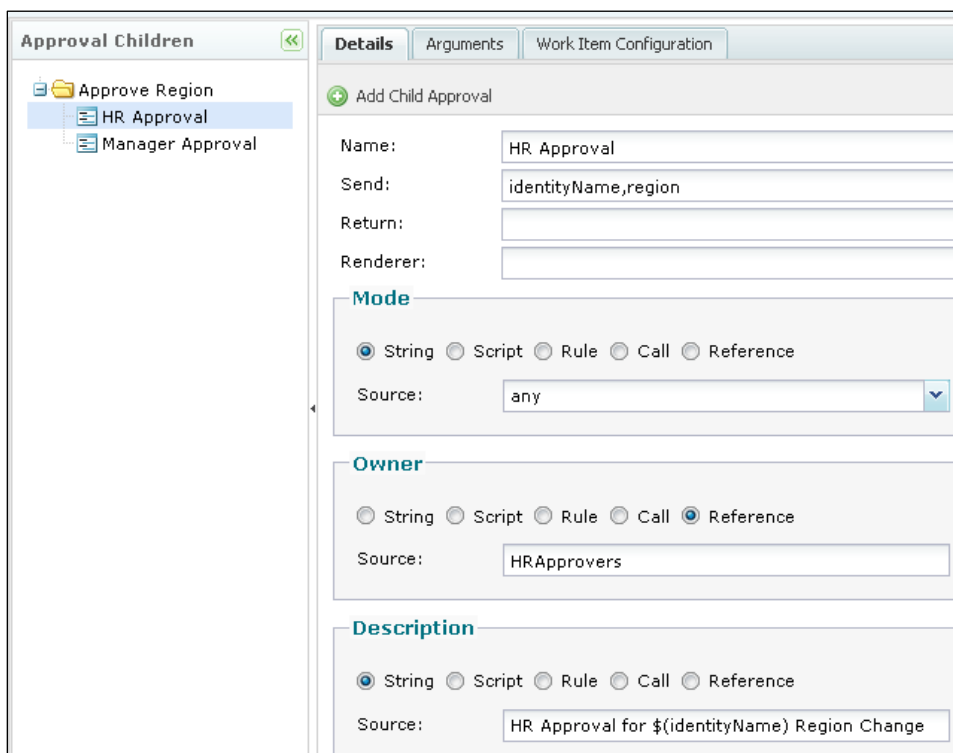 Approval Children
Approve Region
HR Approval
Manager Approval
Details Arguments Work Item Configuration
Add Child Approval
Name: HR Approval
Send: identityName,region
Return:
Renderer:
Mode
String Script Rule Call Reference
Source: any
Owner
String Script Rule Call Reference
Source: HRApprovers
Description
String Script Rule Call Reference
Source: HR Approval for $(identityName) Region Change